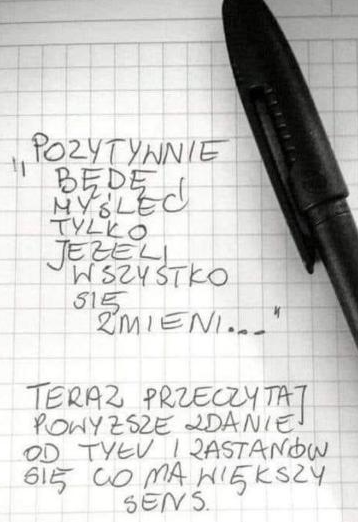 „POZYTYWNIE
BĘDĘ
MYŚLEĆ
TYLKO
JEŻELI
WSZYSTKO
SIĘ
ZMIENI..."
TERAZ PRZECZYTAJ
POWYŻSZE ZDANIE
OD TYŁU I ZASTANÓW
SIĘ CO MA WIĘKSZY
SENS.